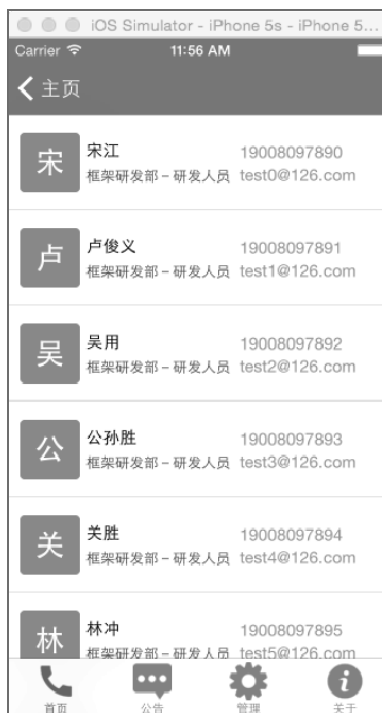 iOS Simulator - iPhone 5s - iPhone 5...
Carrier 11:56 AM
主页
宋
宋江 19008097890
框架研发部 – 研发人员 test0@126.com
卢
卢俊义 19008097891
框架研发部 – 研发人员 test1@126.com
吴
吴用 19008097892
框架研发部 – 研发人员 test2@126.com
公
公孙胜 19008097893
框架研发部 – 研发人员 test3@126.com
关
关胜 19008097894
框架研发部 – 研发人员 test4@126.com
林
林冲 19008097895
框架研发部 – 研发人员 test5@126.com
首页 公告 管理 关于